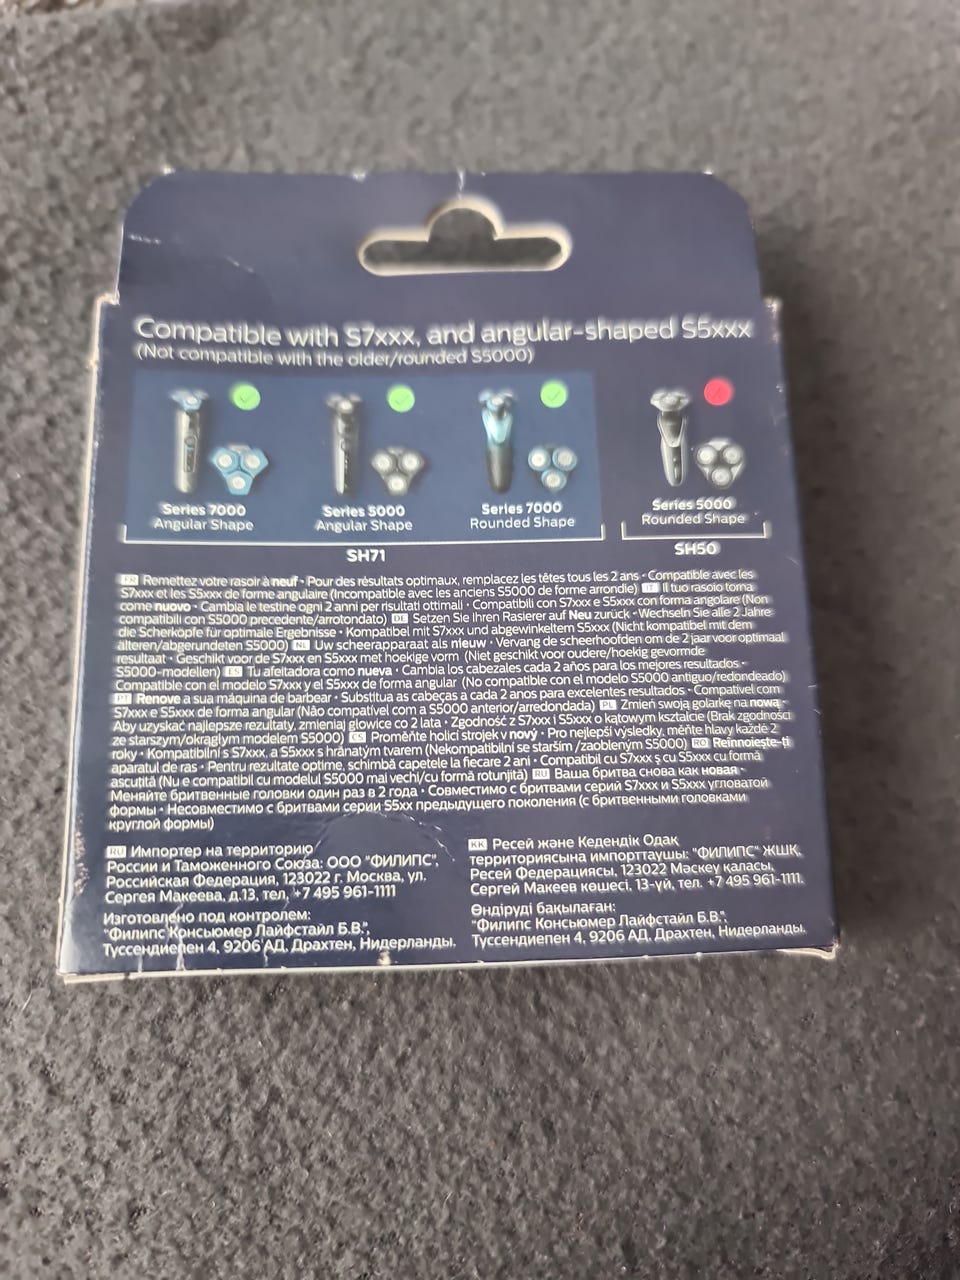 Compatible with S7xxx, and angular-shaped S5xxx
(Not compatible with the older/rounded S5000)
Series 7000
Angular Shape
Series 5000
Angular Shape
Series 7000
Rounded Shape
Series 5000
Rounded Shape
SH71
SH50
FR Remettez votre rasoir à neuf • Pour des résultats optimaux, remplacez les têtes tous les 2 ans • Compatible avec les
S7xxx et les S5xxx de forme angulaire (Incompatible avec les anciens S5000 de forme arrondie) IT Il tuo rasoio torna
come nuovo • Cambia le testine ogni 2 anni per risultati ottimali • Compatibili con S7xxx e S5xxx con forma angolare (Non
compatibili con S5000 precedente/arrotondato) DE Setzen Sie Ihren Rasierer auf Neu zurück • Wechseln Sie alle 2 Jahre
die Scherköpfe für optimale Ergebnisse • Kompatibel mit S7xxx und abgewinkeltem S5xxx (Nicht kompatibel mit dem
älteren/abgerundeten S5000) NL Uw scheerapparaat als nieuw • Vervang de scheerhoofden om de 2 jaar voor optimaal
resultaat • Geschikt voor de S7xxx en S5xxx met hoekige vorm (Niet geschikt voor oudere/hoekig gevormde
S5000-modellen) ES Tu afeitadora como nueva • Cambia los cabezales cada 2 años para los mejores resultados •
Compatible con el modelo S7xxx y el S5xxx de forma angular (No compatible con el modelo S5000 antiguo/redondeado)
PT Renove a sua máquina de barbear • Substitua as cabeças a cada 2 anos para excelentes resultados • Compatível com
S7xxx e S5xxx de forma angular (Não compatível com a S5000 anterior/arredondada) PL Zmień swoją golarkę na nową •
Aby uzyskać najlepsze rezultaty, zmieniaj głowice co 2 lata • Zgodność z S7xxx i S5xxx o kątowym kształcie (Brak zgodności
ze starszym/okrągłym modelem S5000) CS Proměňte holicí strojek v nový • Pro nejlepší výsledky, měňte hlavy každé 2
roky • Kompatibilní s S7xxx, a S5xxx s hranatým tvarem (Nekompatibilní se starším /zaobleným S5000) RO Reînnoiește-ți
aparatul de ras • Pentru rezultate optime, schimbă capetele la fiecare 2 ani • Compatibil cu S7xxx ş cu S5xxx cu formă
ascuțită (Nu e compatibil cu modelul S5000 mai vechi/cu formă rotunjită) RU Ваша бритва снова как новая •
Меняйте бритвенные головки один раз в 2 года • Совместимо с бритвами серий S7xxx и S5xxx угловатой
формы • Несовместимо с бритвами серии S5xx предыдущего поколения (с бритвенными головками
круглой формы)
RU Импортер на территорию
России и Таможенного Союза: ООО "ФИЛИПС",
Российская Федерация, 123022 г. Москва, ул.
Сергея Макеева, д.13, тел. +7 495 961-1111
Изготовлено под контролем:
"Филипс Консьюмер Лайфстайл Б.В.",
Туссендиепен 4, 9206 АД, Драхтен, Нидерланды.
KK Ресей және Кедендік Одақ
территориясына импорттаушы: "ФИЛИПС" ЖШҚ,
Ресей Федерациясы, 123022 Мәскеу қаласы,
Сергей Макеев көшесі, 13-үй, тел. +7 495 961-1111.
Өндіруді бақылаған:
"Филипс Консьюмер Лайфстайл Б.В.",
Туссендиепен 4, 9206 АД, Драхтен, Нидерланды.